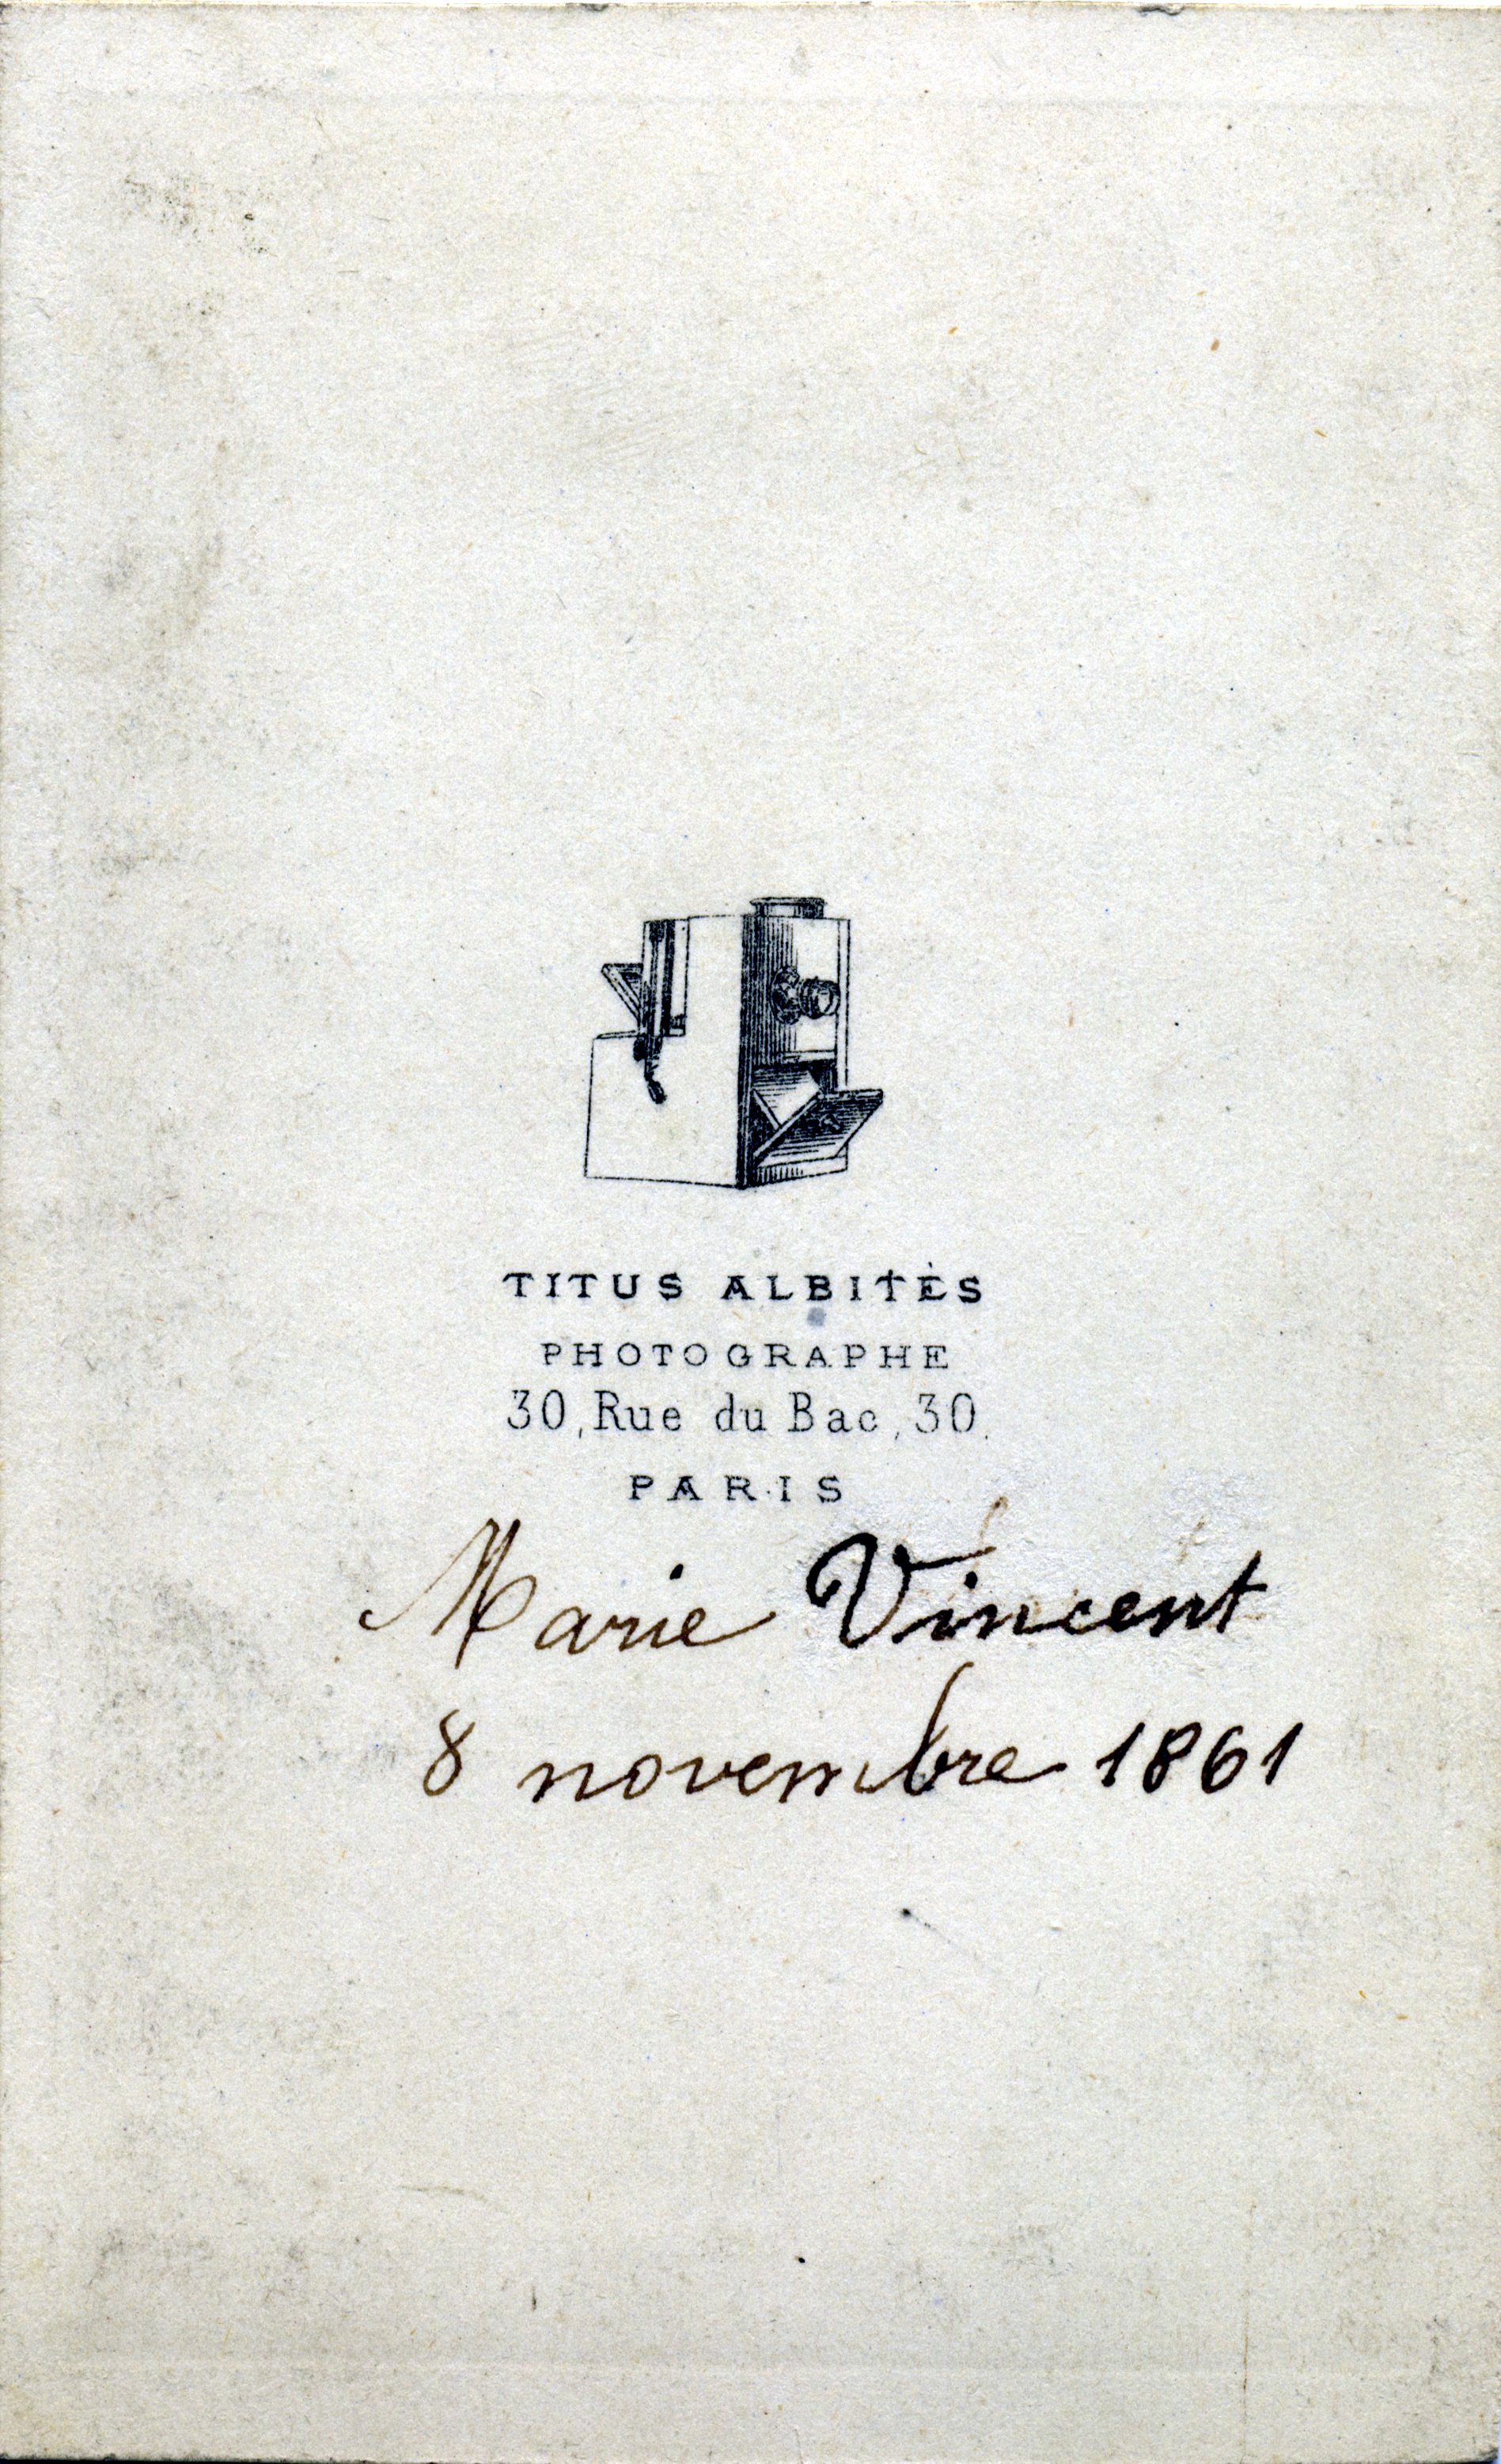 TITUS ALBITÈS
PHOTOGRAPHE
30, Rue du Bac, 30.
PARIS
Marie Vincent
8 novembre 1861